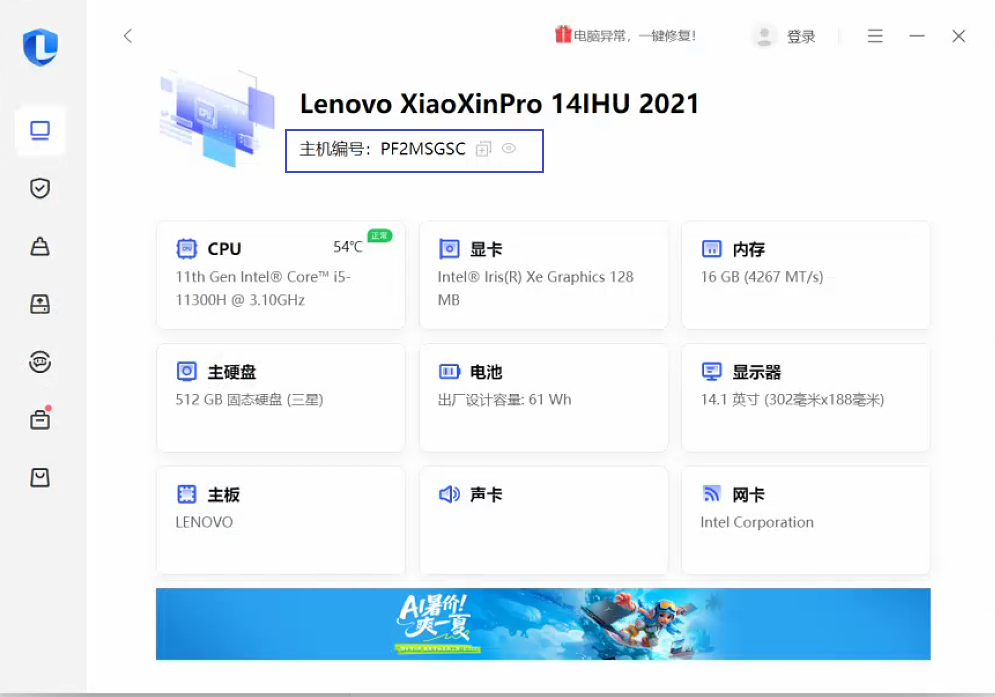 电脑异常，一键修复!
登录
Lenovo XiaoXinPro 14IHU 2021
主机编号: PF2MSGSC
CPU
54℃
正常
11th Gen Intel® Core™ i5-
11300H @ 3.10GHz
显卡
Intel® Iris(R) Xe Graphics 128
MB
内存
16 GB (4267 MT/s)
主硬盘
512 GB 固态硬盘 (三星)
电池
出厂设计容量: 61 Wh
显示器
14.1 英寸 (302毫米x188毫米)
主板
LENOVO
声卡
网卡
Intel Corporation
AI暑价!
爽一夏